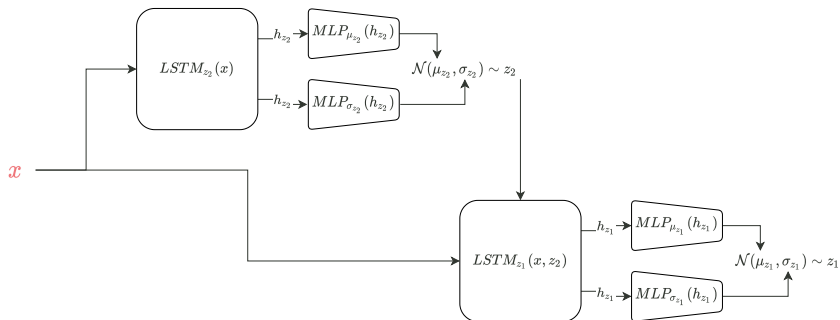 h_{z_2} MLP_{μ_{z_2}}(h_{z_2})
LSTM_{z_2}(x)
N(μ_{z_2}, σ_{z_2}) ∼ z_2
h_{z_2} MLP_{σ_{z_2}}(h_{z_2})
x
h_{z_1} MLP_{μ_{z_1}}(h_{z_1})
LSTM_{z_1}(x, z_2)
N(μ_{z_1}, σ_{z_1}) ∼ z_1
h_{z_1} MLP_{σ_{z_1}}(h_{z_1})